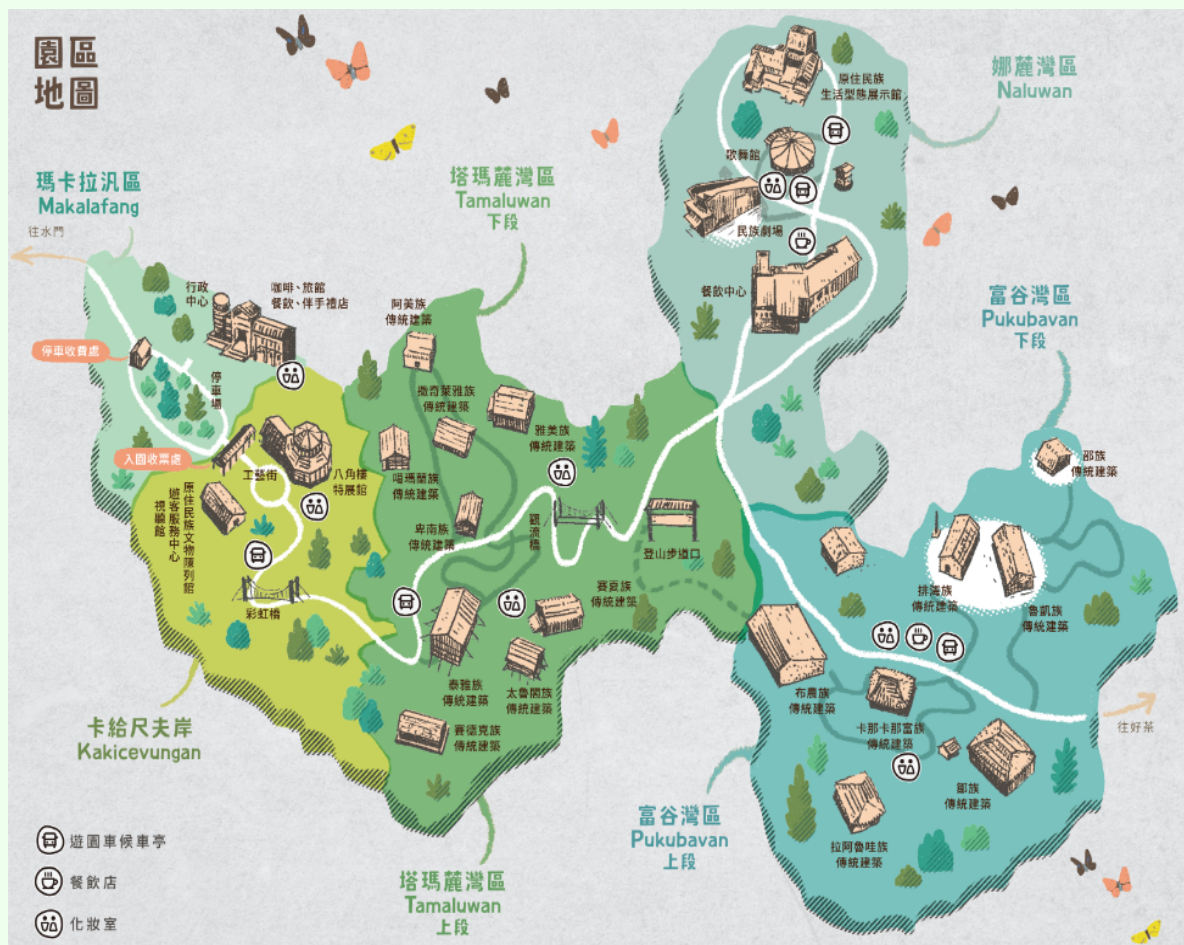 園區
地圖
瑪卡拉汎區
Makalafang
往水門
行政
中心
咖啡、旅館
餐飲、伴手禮店
停車收費處
停車場
入園收票處
工藝街
八角樓
特展館
原住民族文物陳列館
遊客服務中心
視聽館
彩虹橋
卡給尺夫岸
Kakicevungan
塔瑪麓灣區
Tamaluwan
下段
阿美族
傳統建築
撒奇萊雅族
傳統建築
雅美族
傳統建築
噶瑪蘭族
傳統建築
卑南族
傳統建築
觀流橋
登山步道口
賽夏族
傳統建築
泰雅族
傳統建築
太魯閣族
傳統建築
賽德克族
傳統建築
塔瑪麓灣區
Tamaluwan
上段
娜麓灣區
Naluwan
原住民族
生活型態展示館
歌舞館
民族劇場
餐飲中心
富谷灣區
Pukubavan
下段
邵族
傳統建築
排灣族
傳統建築
魯凱族
傳統建築
布農族
傳統建築
卡那卡那富族
傳統建築
鄒族
傳統建築
拉阿魯哇族
傳統建築
往好茶
富谷灣區
Pukubavan
上段
遊園車候車亭
餐飲店
化妝室